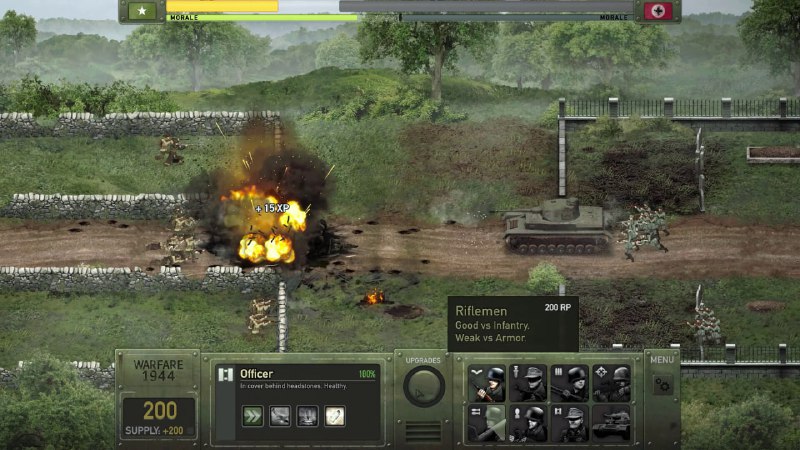 MORALE
MORALE
+ 15 XP
Riflemen 200 RP
Good vs Infantry.
Weak vs Armor.
WARFARE
1944
Officer 100%
In cover behind headstones. Healthy.
UPGRADES
MENU
200
SUPPLY: +200